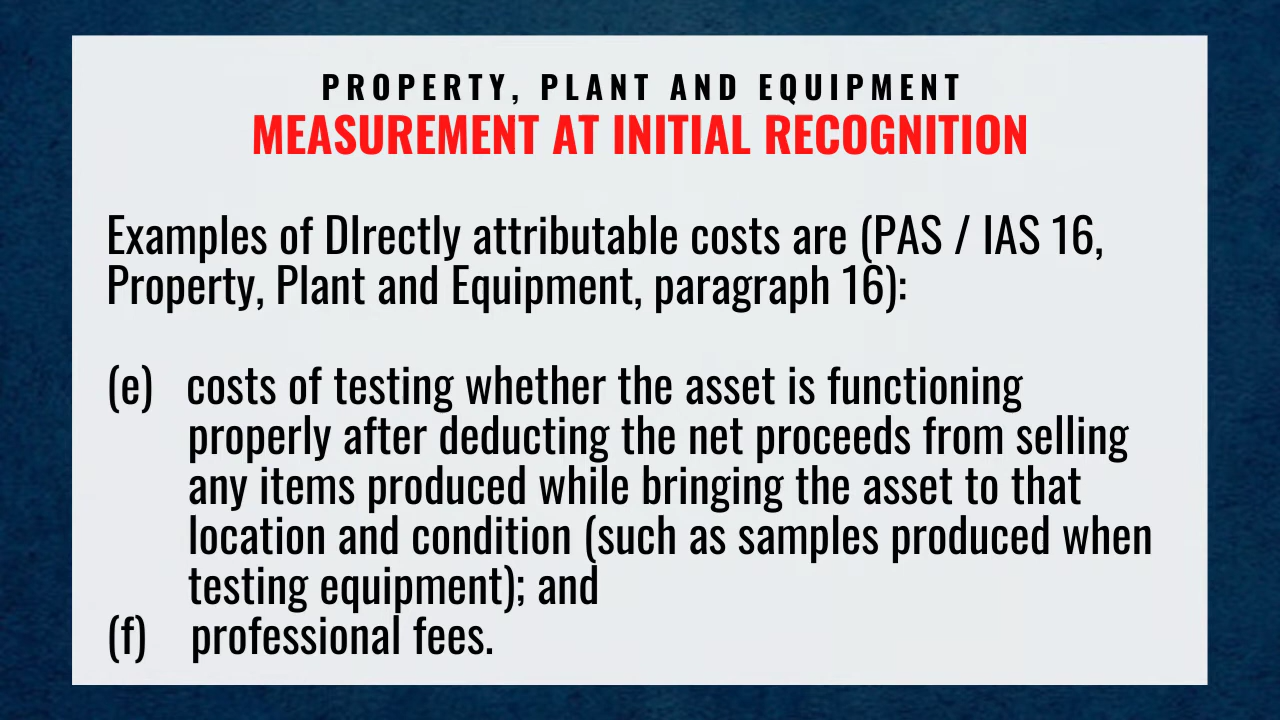 PROPERTY, PLANT AND EQUIPMENT
MEASUREMENT AT INITIAL RECOGNITION
Examples of DIrectly attributable costs are (PAS / IAS 16,
Property, Plant and Equipment, paragraph 16):
(e) costs of testing whether the asset is functioning
properly after deducting the net proceeds from selling
any items produced while bringing the asset to that
location and condition (such as samples produced when
testing equipment); and
(f) professional fees.